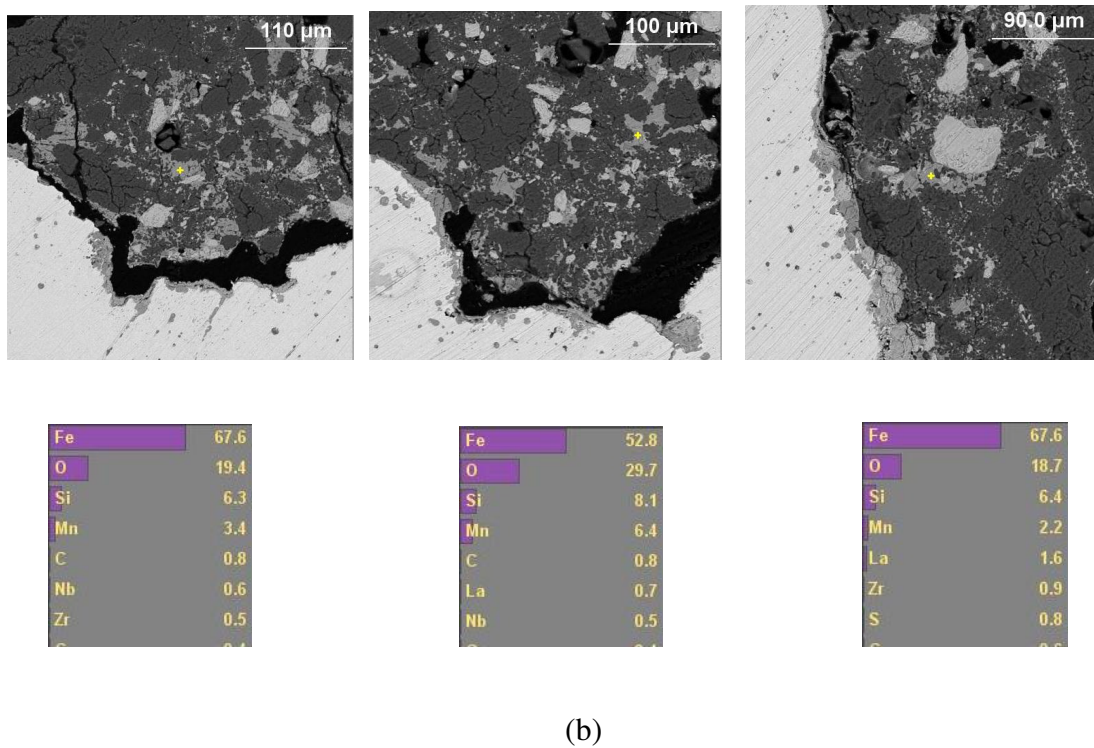 110 µm
100 µm
90.0 µm
Fe 67.6
O 19.4
Si 6.3
Mn 3.4
C 0.8
Nb 0.6
Zr 0.5
Fe 52.8
O 29.7
Si 8.1
Mn 6.4
C 0.8
La 0.7
Nb 0.5
Fe 67.6
O 18.7
Si 6.4
Mn 2.2
La 1.6
Zr 0.9
S 0.8
(b)